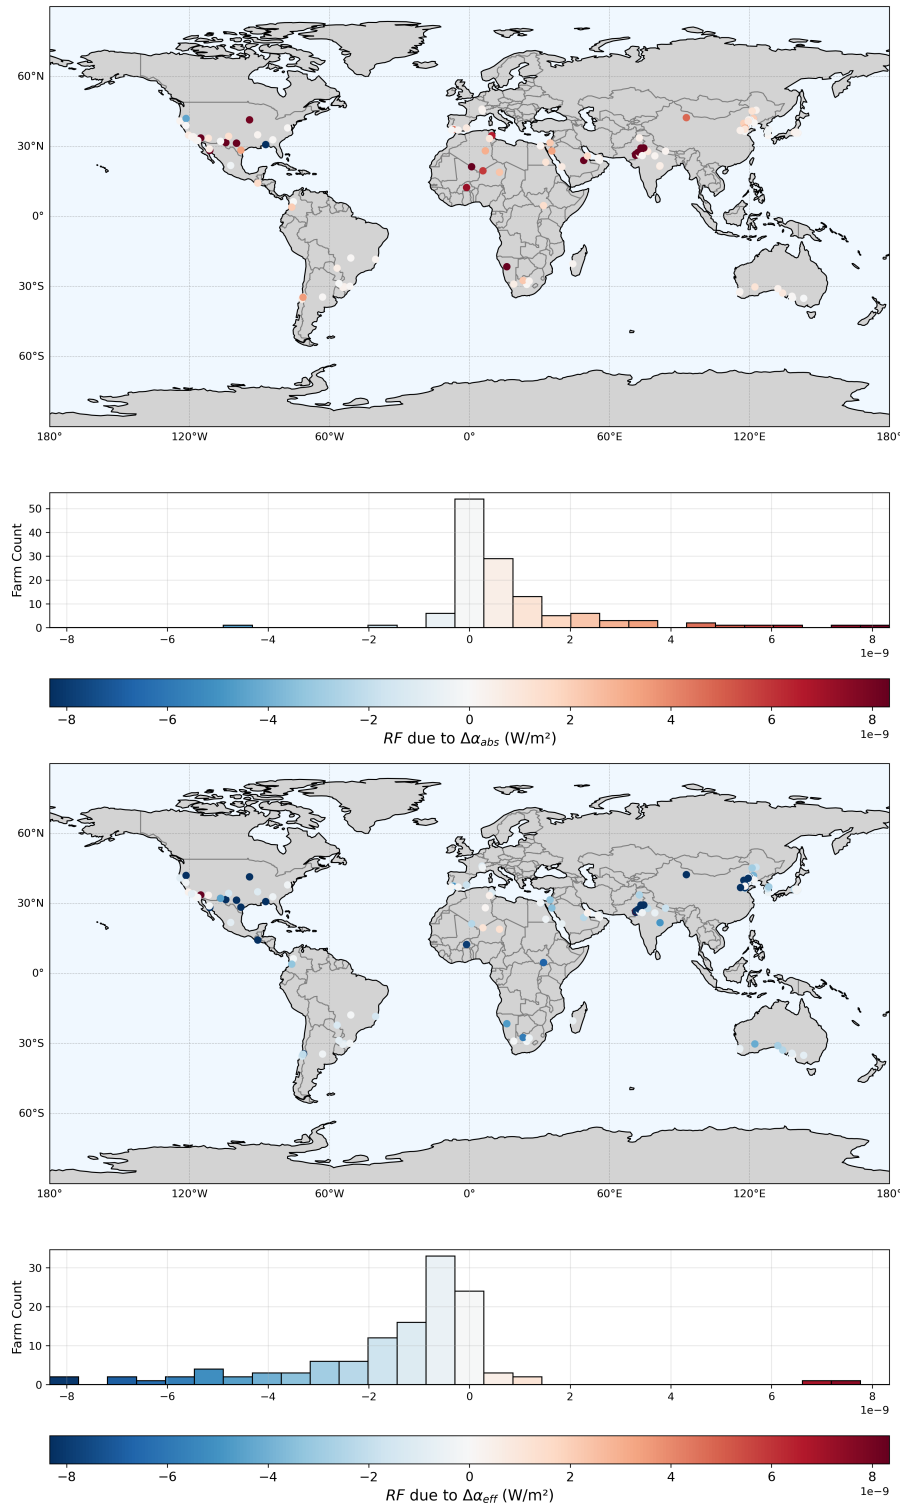 60°N
30°N
0°
30°S
60°S
180° 120°W 60°W 0° 60°E 120°E 180°
Farm Count
50
40
30
20
10
0
−8 −6 −4 −2 0 2 4 6 8
1e−9
−8 −6 −4 −2 0 2 4 6 8
1e−9
RF due to Δα_abs (W/m²)
60°N
30°N
0°
30°S
60°S
180° 120°W 60°W 0° 60°E 120°E 180°
Farm Count
30
20
10
0
−8 −6 −4 −2 0 2 4 6 8
1e−9
−8 −6 −4 −2 0 2 4 6 8
1e−9
RF due to Δα_eff (W/m²)